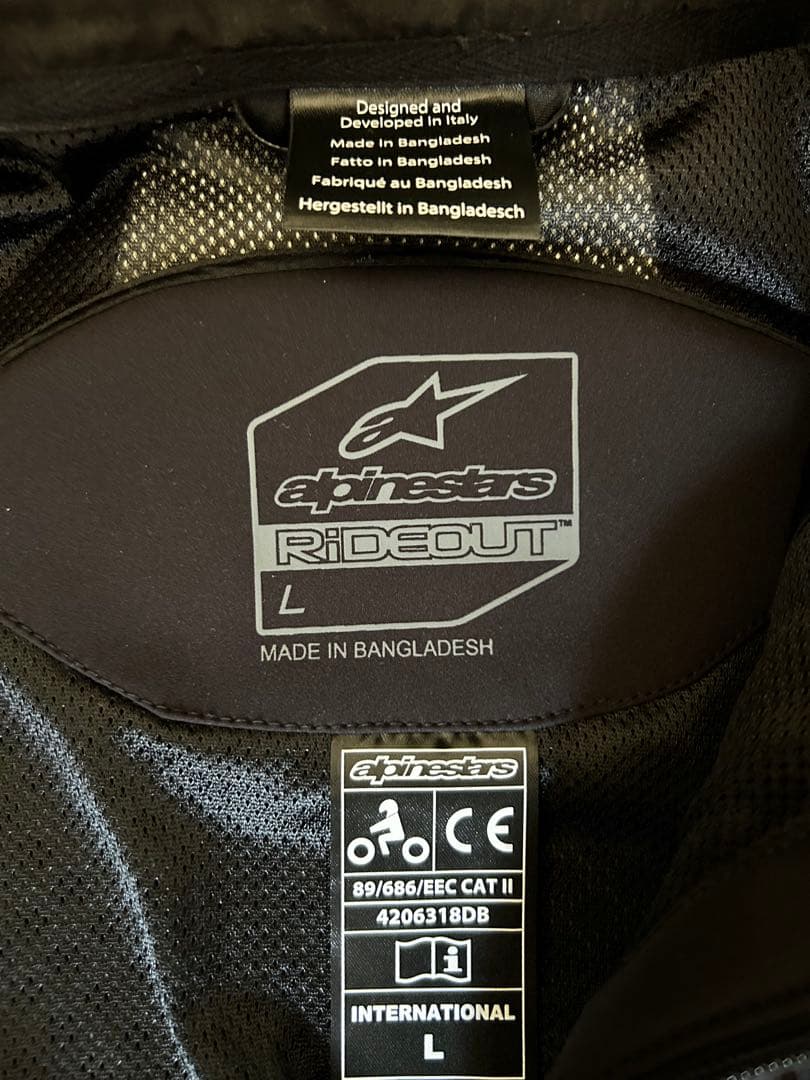 Designed and
Developed in Italy
Made in Bangladesh
Fatto in Bangladesh
Fabriqué au Bangladesh
Hergestellt in Bangladesch
alpinestars
RiDEOUT™
L
MADE IN BANGLADESH
alpinestars
CE
89/686/EEC CAT II
4206318DB
i
INTERNATIONAL
L